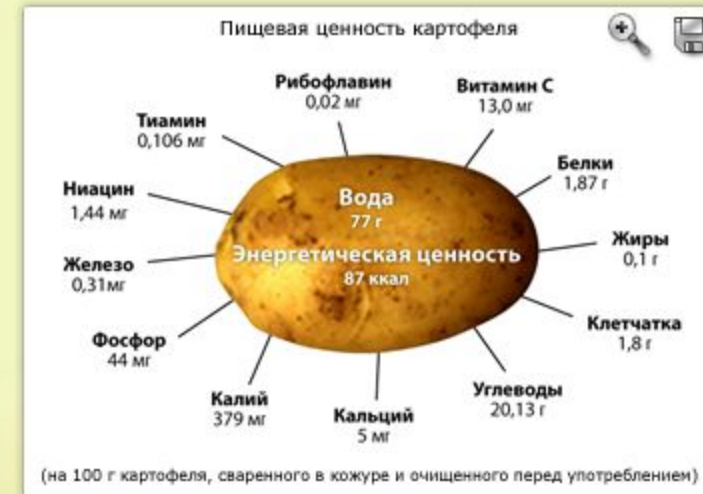 Пищевая ценность картофеля
Рибофлавин
0,02 мг
Витамин С
13,0 мг
Тиамин
0,106 мг
Белки
1,87 г
Ниацин
1,44 мг
Вода
77 г
Жиры
0,1 г
Энергетическая ценность
87 ккал
Железо
0,31мг
Клетчатка
1,8 г
Фосфор
44 мг
Углеводы
20,13 г
Калий
379 мг
Кальций
5 мг
(на 100 г картофеля, сваренного в кожуре и очищенного перед употреблением)